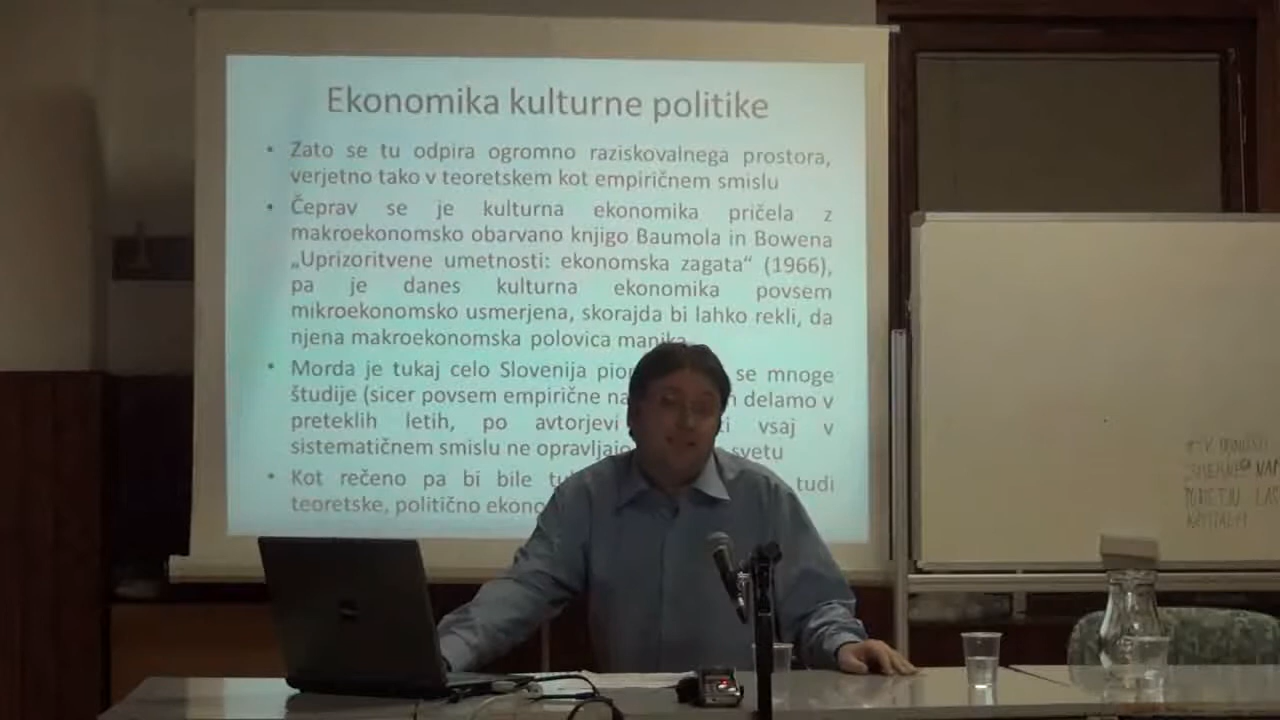 Ekonomika kulturne politike
• Zato se tu odpira ogromno raziskovalnega prostora,
verjetno tako v teoretskem kot empiričnem smislu
• Čeprav se je kulturna ekonomika pričela z
makroekonomsko obarvano knjigo Baumola in Bowena
„Uprizoritvene umetnosti: ekonomska zagata“ (1966),
pa je danes kulturna ekonomika povsem
mikroekonomsko usmerjena, skorajda bi lahko rekli, da
njena makroekonomska polovica manjka
• Morda je tukaj celo Slovenija se mnoge
študije (sicer povsem empirične delamo v
preteklih letih, po avtorjevi vsaj v
sistematičnem smislu ne opravljajo svetu
• Kot rečeno pa bi bile tudi
teoretske, politično